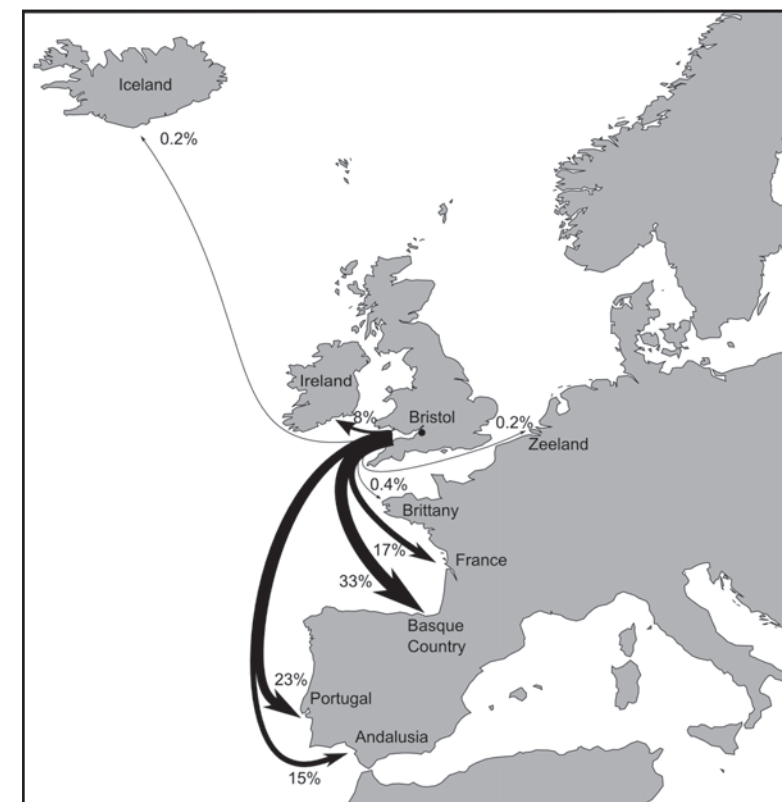 Iceland
0.2%
Ireland
8%
Bristol
0.2%
Zeeland
0.4%
Brittany
17%
France
33%
Basque
Country
23%
Portugal
Andalusia
15%